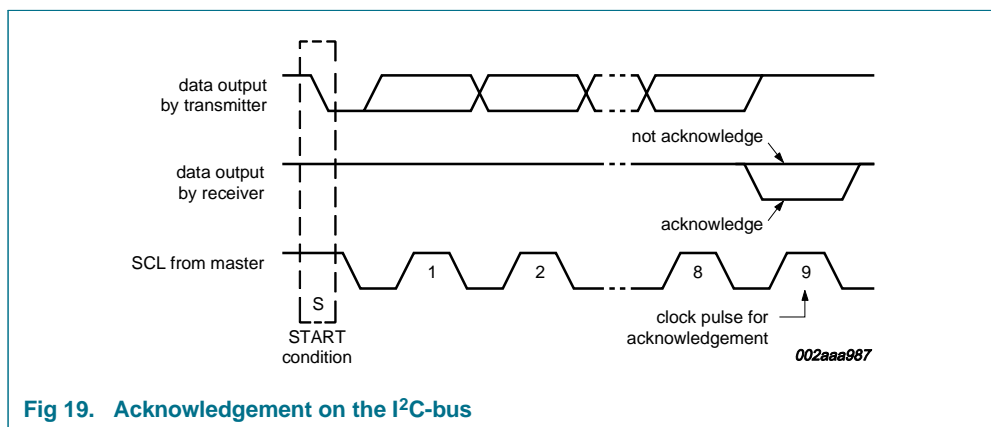 data output
by transmitter
not acknowledge
data output
by receiver
acknowledge
SCL from master
1
2
8
9
S
START
condition
clock pulse for
acknowledgement
002aaa987
Fig 19. Acknowledgement on the I²C-bus